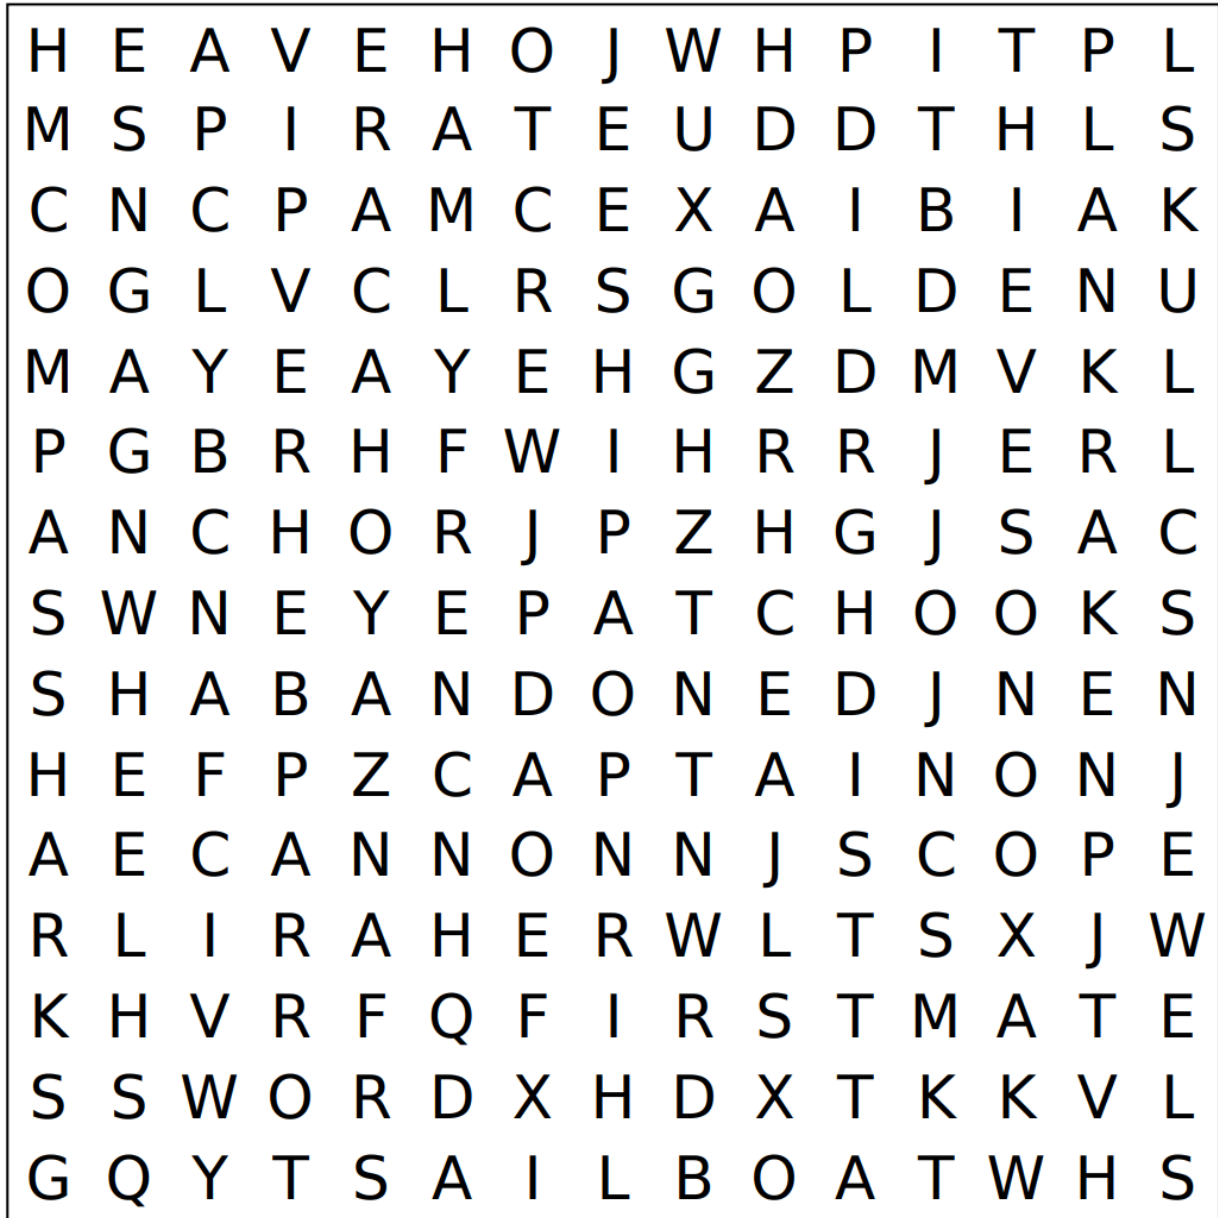 H E A V E H O J W H P I T P L
M S P I R A T E U D D T H L S
C N C P A M C E X A I B I A K
O G L V C L R S G O L D E N U
M A Y E A Y E H G Z D M V K L
P G B R H F W I H R R J E R L
A N C H O R J P Z H G J S A C
S W N E Y E P A T C H O O K S
S H A B A N D O N E D J N E N
H E F P Z C A P T A I N O N J
A E C A N N O N N J S C O P E
R L I R A H E R W L T S X J W
K H V R F Q F I R S T M A T E
S S W O R D X H D X T K K V L
G Q Y T S A I L B O A T W H S